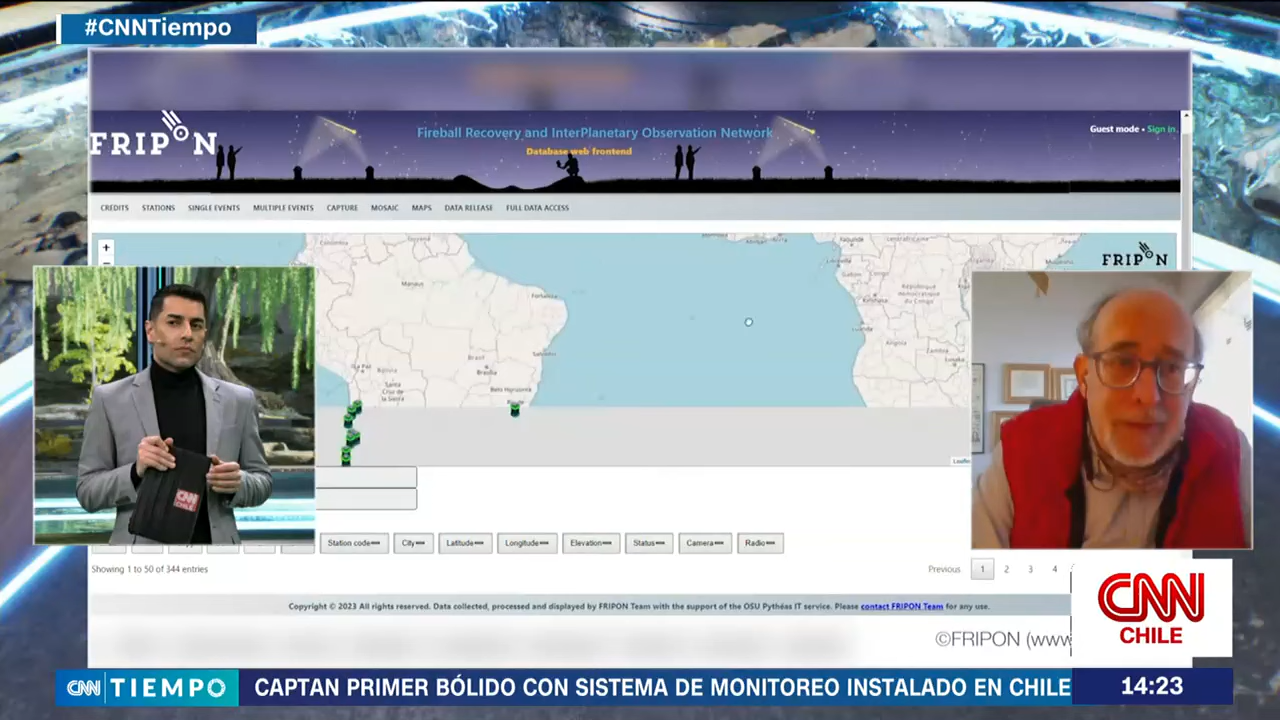 #CNNTiempo
FRIPON
Fireball Recovery and InterPlanetary Observation Network
Database web frontend
Guest mode • Sign in
CREDITS STATIONS SINGLE EVENTS MULTIPLE EVENTS CAPTURE MOSAIC MAPS DATA RELEASE FULL DATA ACCESS
+
FRIPON
Manaus
Fortaleza
Brasil
Brasília
Salvador
Santa
Cruz de
la Sierra
Belo Horizonte
Angola
Zambia
CNN
CHILE
Station code
City
Latitude
Longitude
Elevation
Status
Camera
Radio
Showing 1 to 50 of 344 entries
Previous 1 2 3 4
Copyright © 2023 All rights reserved. Data collected, processed and displayed by FRIPON Team with the support of the OSU Pythéas IT service. Please contact FRIPON Team for any use.
©FRIPON (www
CNN
CHILE
CNN TIEMPO
CAPTAN PRIMER BÓLIDO CON SISTEMA DE MONITOREO INSTALADO EN CHILE
14:23